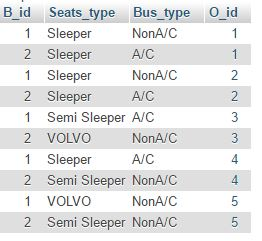 B_id Seats_type Bus_type O_id
1 Sleeper NonA/C 1
2 Sleeper A/C 1
1 Sleeper NonA/C 2
2 Sleeper A/C 2
1 Semi Sleeper A/C 3
2 VOLVO NonA/C 3
1 Sleeper A/C 4
2 Semi Sleeper NonA/C 4
1 VOLVO NonA/C 5
2 Semi Sleeper NonA/C 5